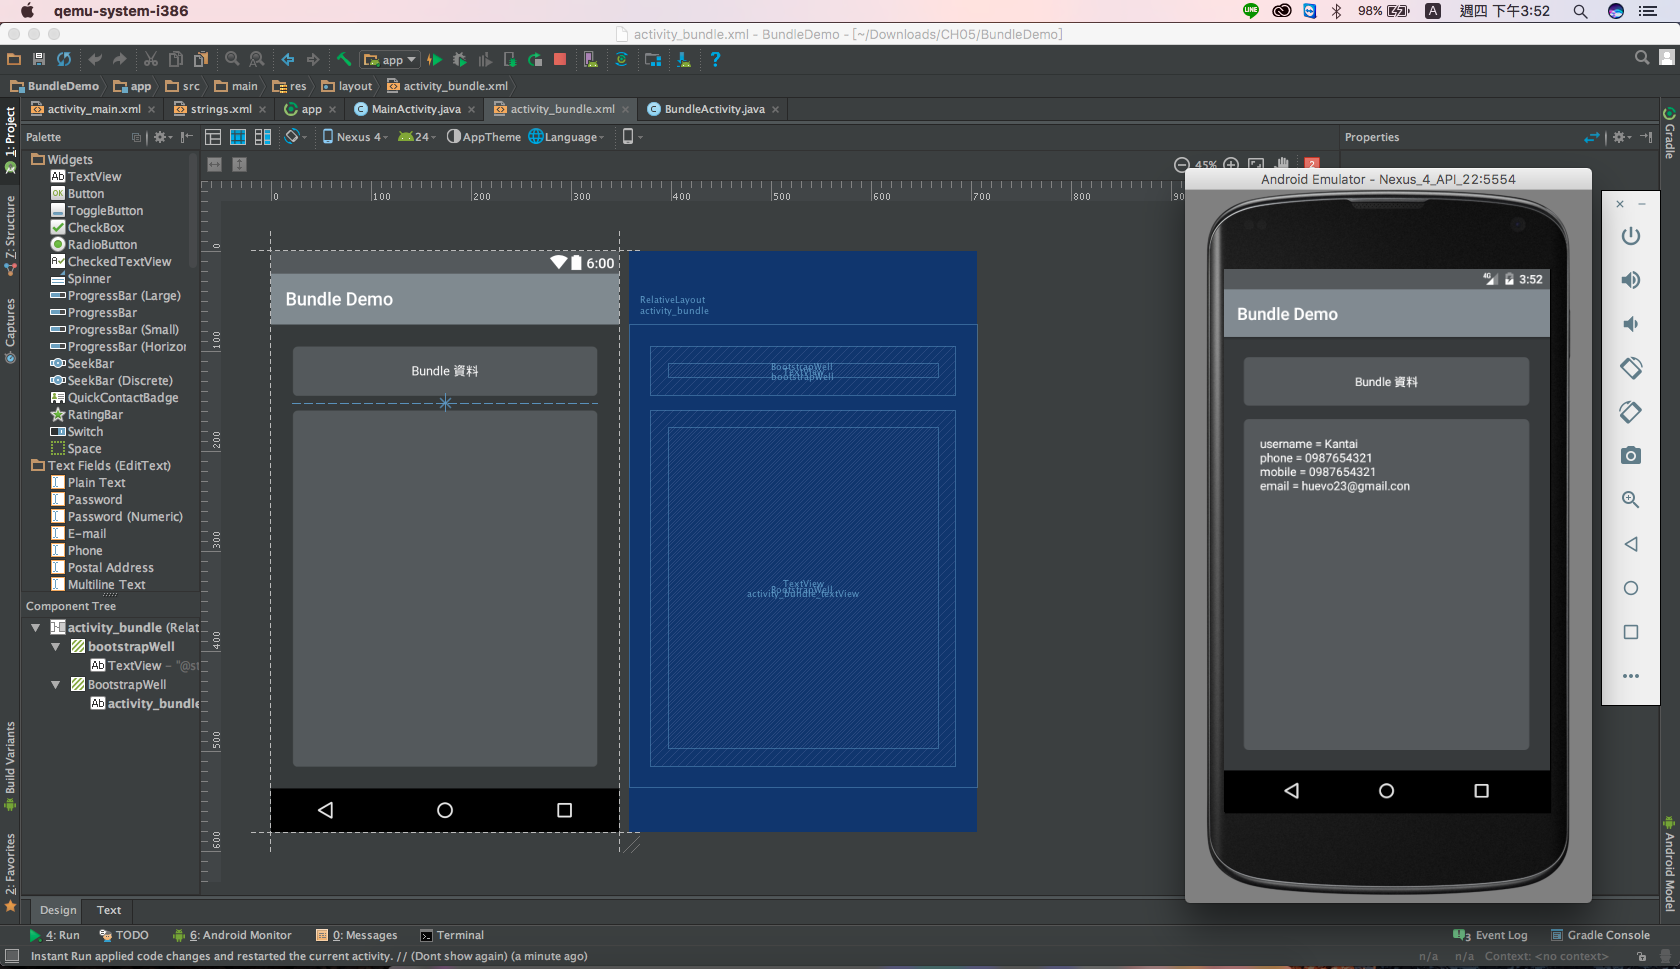 qemu-system-i386
98%
A
週四 下午3:52
activity_bundle.xml - BundleDemo - [~/Downloads/CH05/BundleDemo]
app
BundleDemo
app
src
main
res
layout
activity_bundle.xml
activity_main.xml
strings.xml
app
MainActivity.java
activity_bundle.xml
BundleActivity.java
1: Project
Z: Structure
Captures
Build Variants
2: Favorites
Gradle
Android Model
Palette
Nexus 4
24
AppTheme
Language
Properties
Widgets
Ab TextView
OK Button
ToggleButton
CheckBox
RadioButton
CheckedTextView
Spinner
ProgressBar (Large)
ProgressBar
ProgressBar (Small)
ProgressBar (Horizor
SeekBar
SeekBar (Discrete)
QuickContactBadge
RatingBar
Switch
Space
Text Fields (EditText)
Plain Text
Password
Password (Numeric)
E-mail
Phone
Postal Address
Multiline Text
Component Tree
activity_bundle (Relat
bootstrapWell
Ab TextView - "@st
BootstrapWell
Ab activity_bundle
45%
2
0 100 200 300 400 500 600 700 800 900
0
100
200
300
400
500
600
6:00
Bundle Demo
Bundle 資料
RelativeLayout
activity_bundle
BootstrapWell
TextView
bootstrapWell
TextView
BootstrapWell
activity_bundle_textView
Android Emulator - Nexus_4_API_22:5554
4G
3:52
Bundle Demo
Bundle 資料
username = Kantai
phone = 0987654321
mobile = 0987654321
email = huevo23@gmail.con
Design
Text
4: Run
TODO
6: Android Monitor
0: Messages
Terminal
3 Event Log
Gradle Console
Instant Run applied code changes and restarted the current activity. // (Dont show again) (a minute ago)
n/a
n/a
Context: <no context>